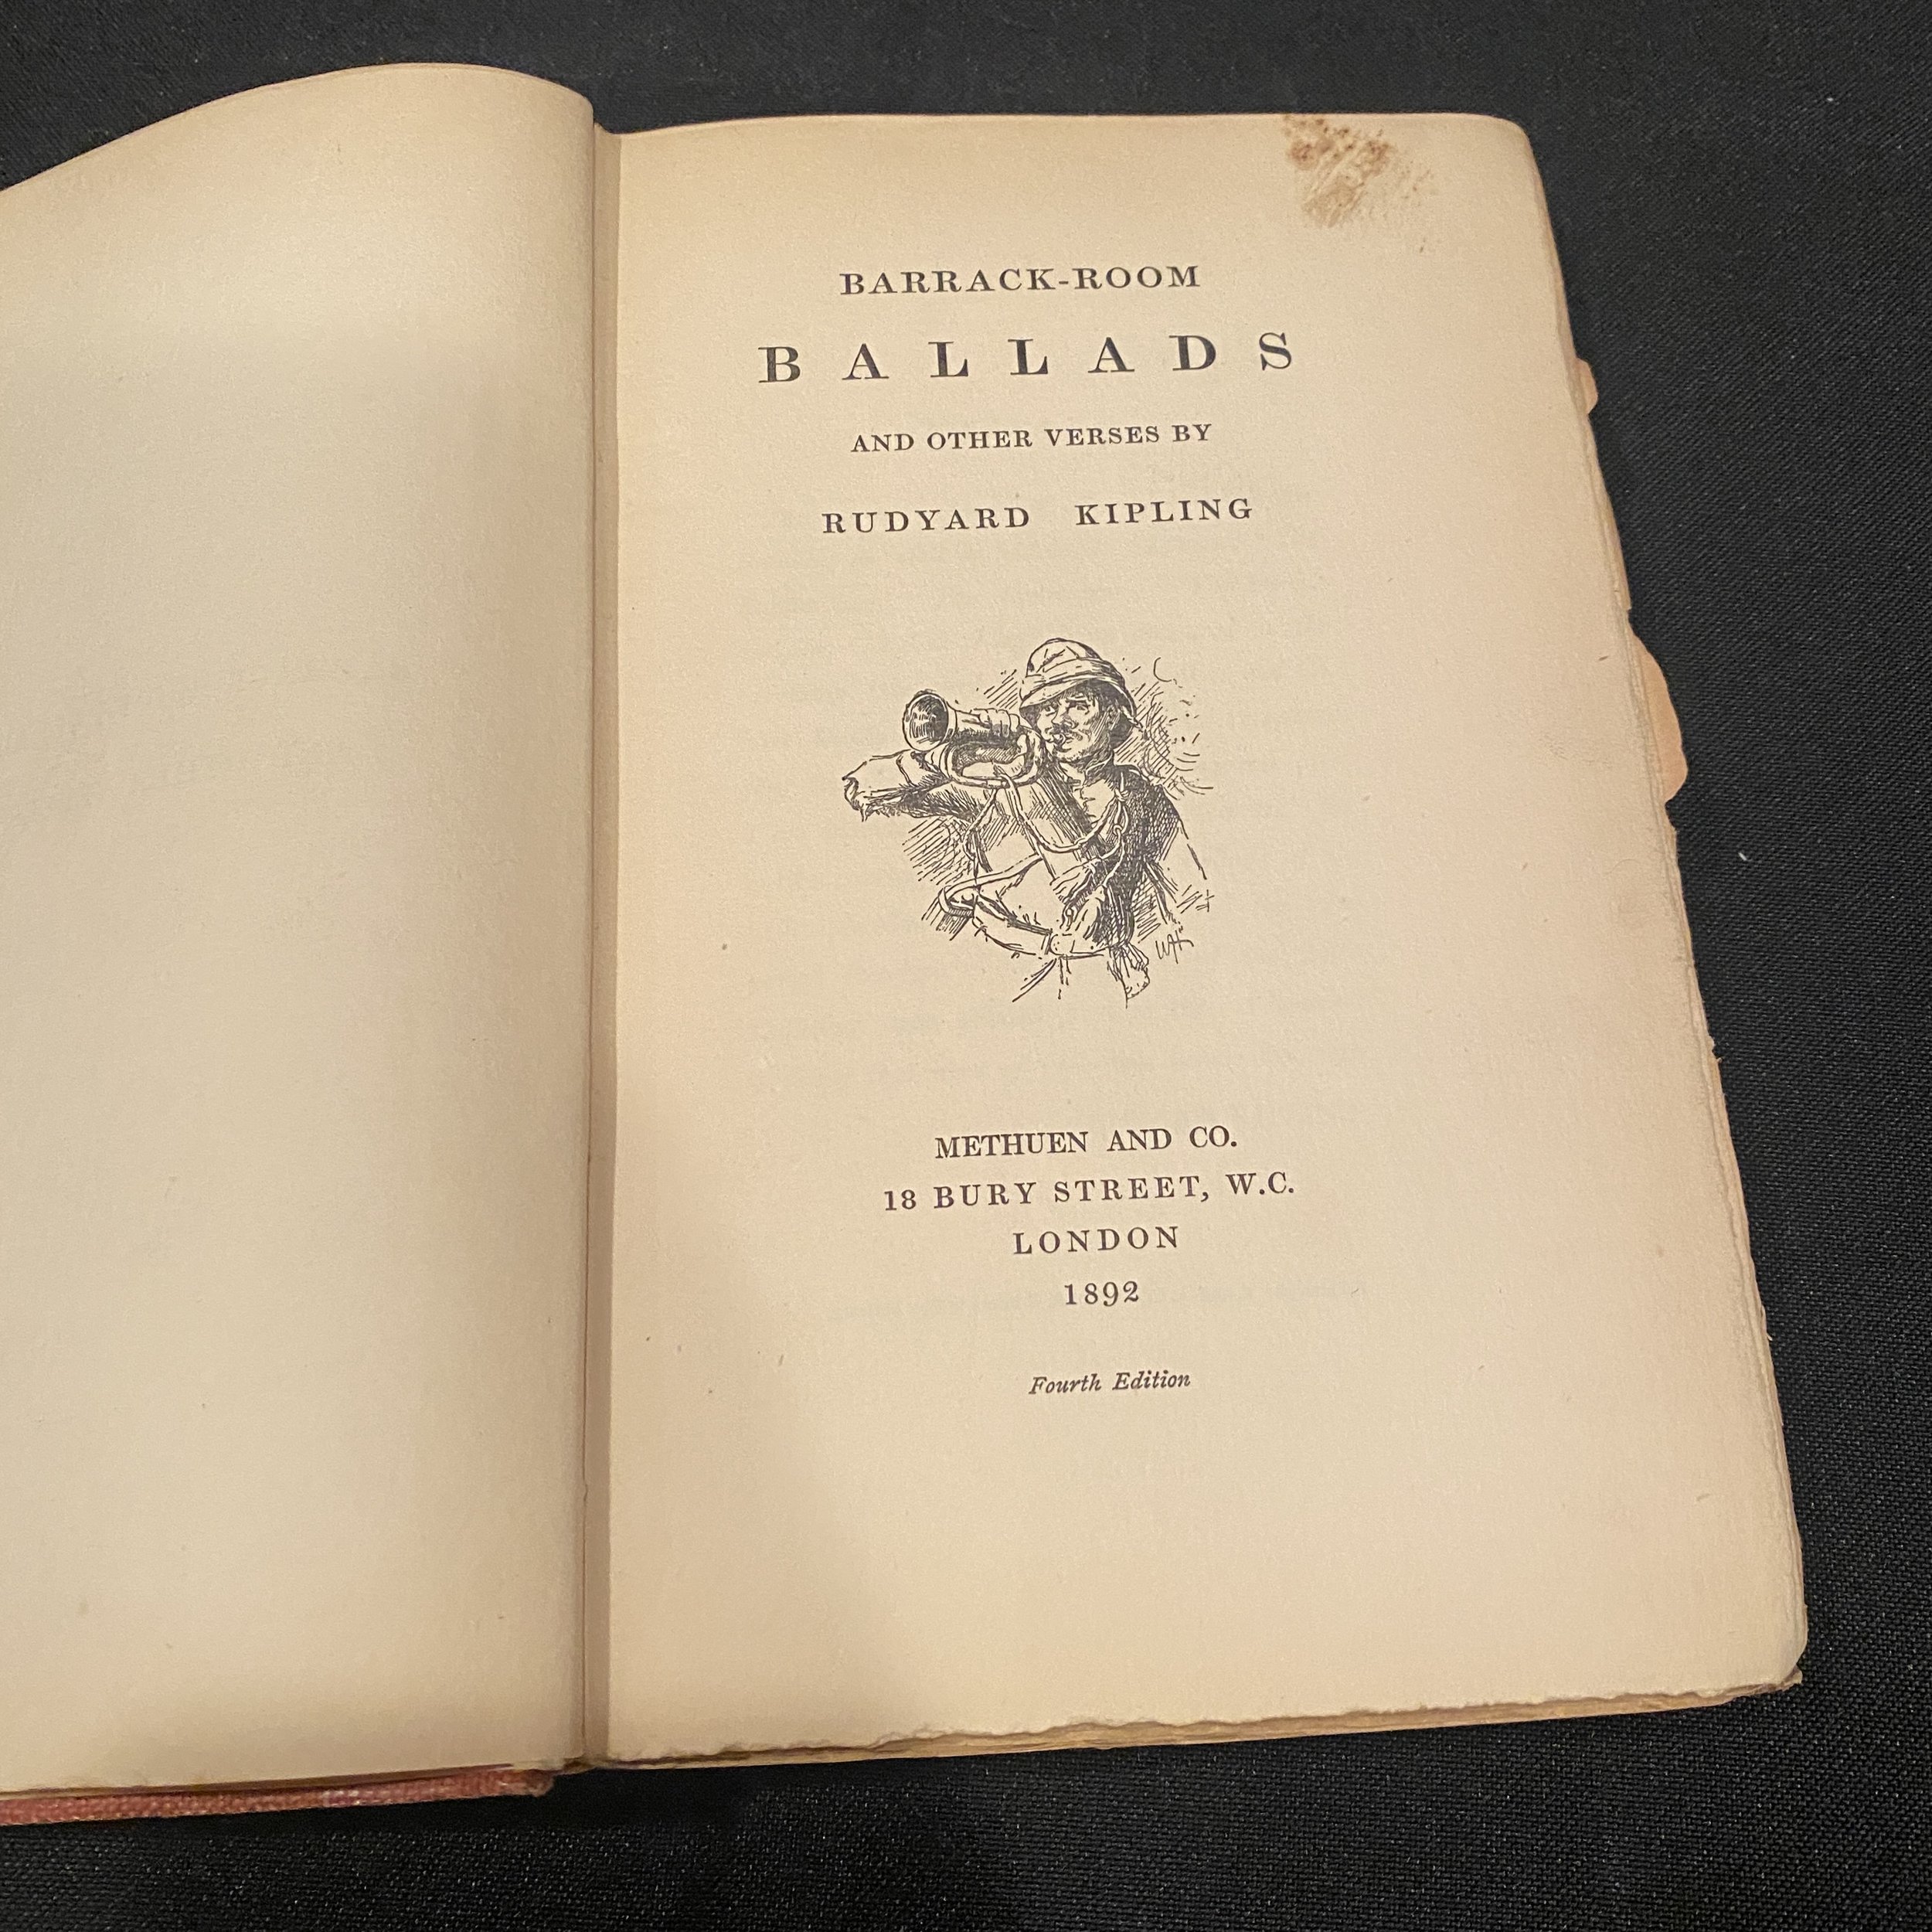 BARRACK-ROOM
BALLADS
AND OTHER VERSES BY
RUDYARD KIPLING
METHUEN AND CO.
18 BURY STREET, W.C.
LONDON
1892
Fourth Edition